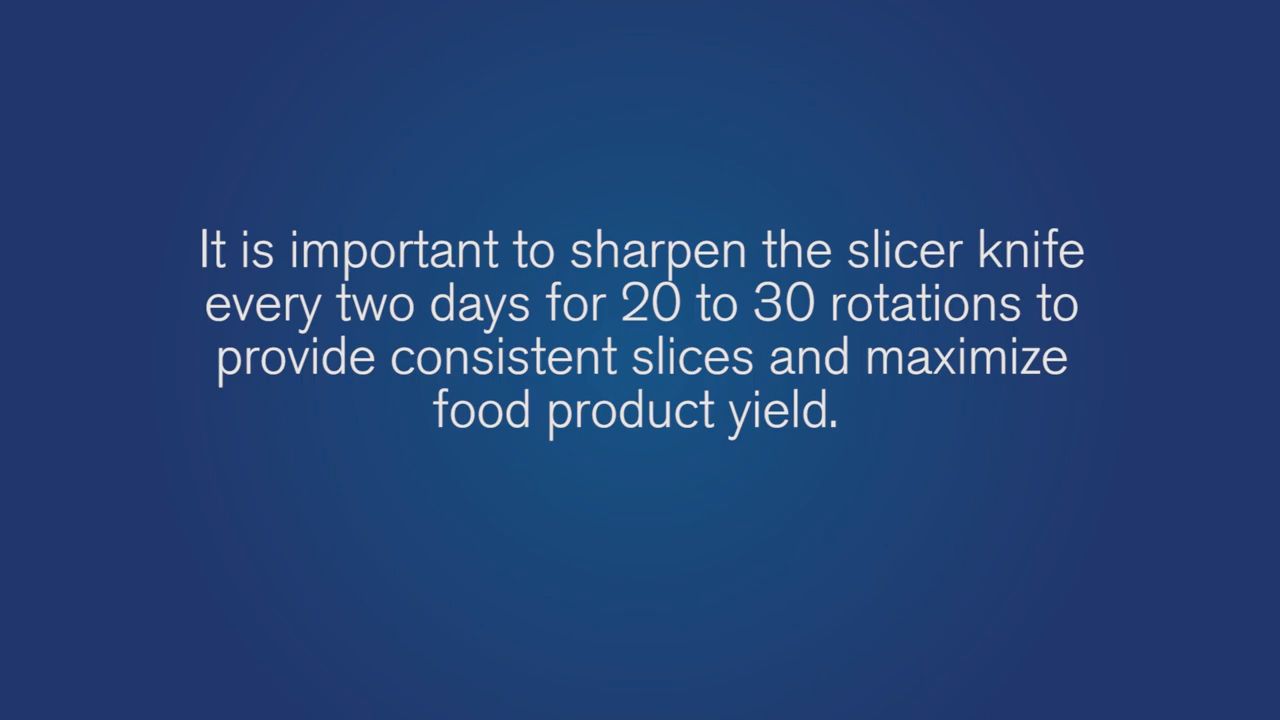 It is important to sharpen the slicer knife
every two days for 20 to 30 rotations to
provide consistent slices and maximize
food product yield.